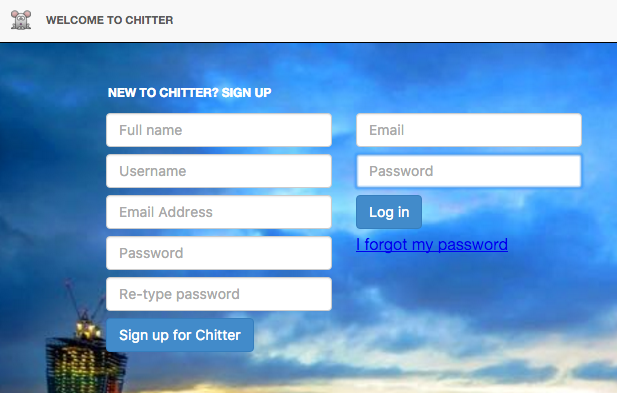 WELCOME TO CHITTER
NEW TO CHITTER? SIGN UP
Full name
Username
Email Address
Password
Re-type password
Sign up for Chitter
Email
Password
Log in
I forgot my password